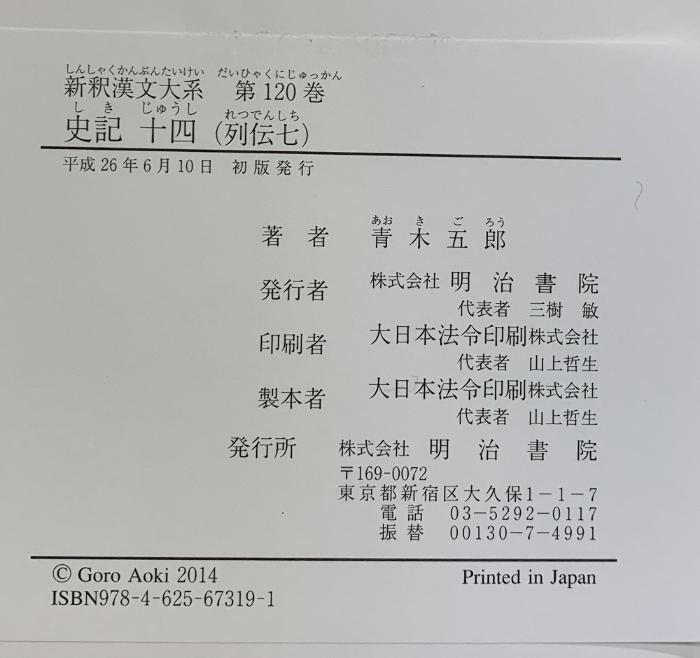 しんしゃくかんぶんたいけい だいひゃくにじゅっかん
新釈漢文大系 第120巻
しき じゅうし れつでんしち
史記 十四 (列伝七)
平成26年6月10日 初版発行
あおきごろう
著者 青木五郎
発行者 株式会社 明治書院
代表者 三樹 敏
印刷者 大日本法令印刷株式会社
代表者 山上哲生
製本者 大日本法令印刷株式会社
代表者 山上哲生
発行所 株式会社 明治書院
〒169-0072
東京都新宿区大久保1-1-7
電話 03-5292-0117
振替 00130-7-4991
© Goro Aoki 2014 Printed in Japan
ISBN978-4-625-67319-1